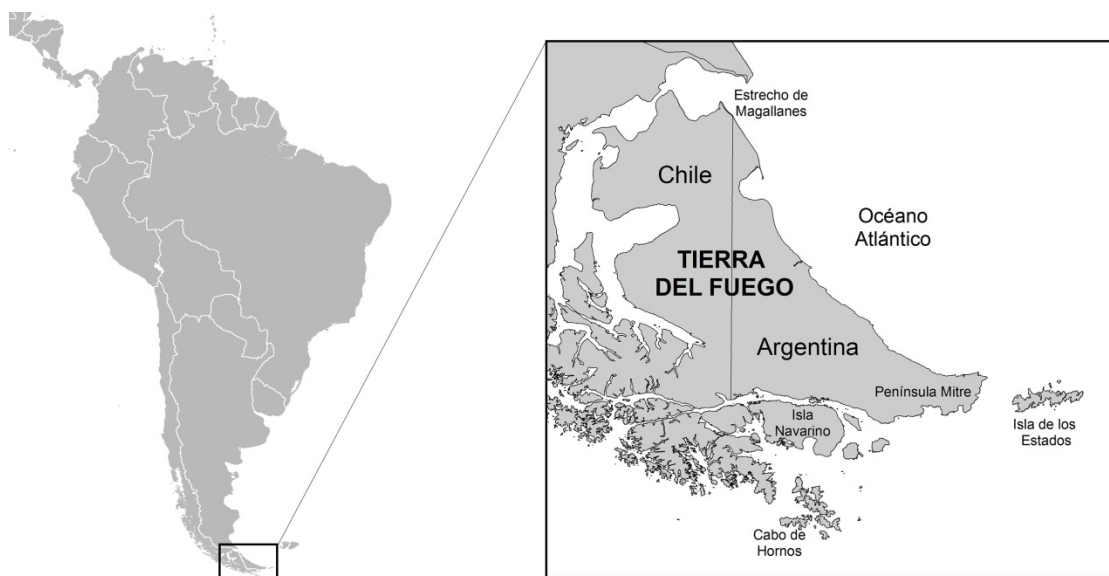 Estrecho de
Magallanes
Chile
Océano
Atlántico
TIERRA
DEL FUEGO
Argentina
Península Mitre
Isla
Navarino
Isla de los
Estados
Cabo de
Hornos